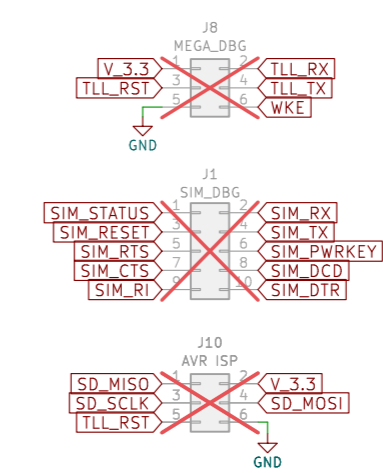 J8
MEGA_DBG
V_3.3 1 2 TLL_RX
TLL_RST 3 4 TLL_TX
5 6 WKE
GND
J1
SIM_DBG
SIM_STATUS 1 2 SIM_RX
SIM_RESET 3 4 SIM_TX
SIM_RTS 5 6 SIM_PWRKEY
SIM_CTS 7 8 SIM_DCD
SIM_RI 9 10 SIM_DTR
J10
AVR ISP
SD_MISO 1 2 V_3.3
SD_SCLK 3 4 SD_MOSI
TLL_RST 5 6
GND